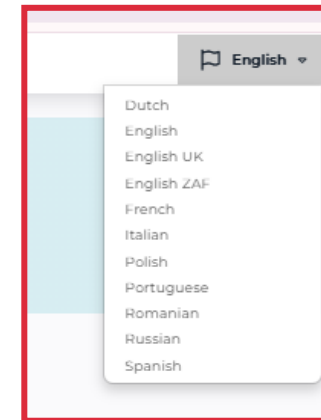 English
Dutch
English
English UK
English ZAF
French
Italian
Polish
Portuguese
Romanian
Russian
Spanish